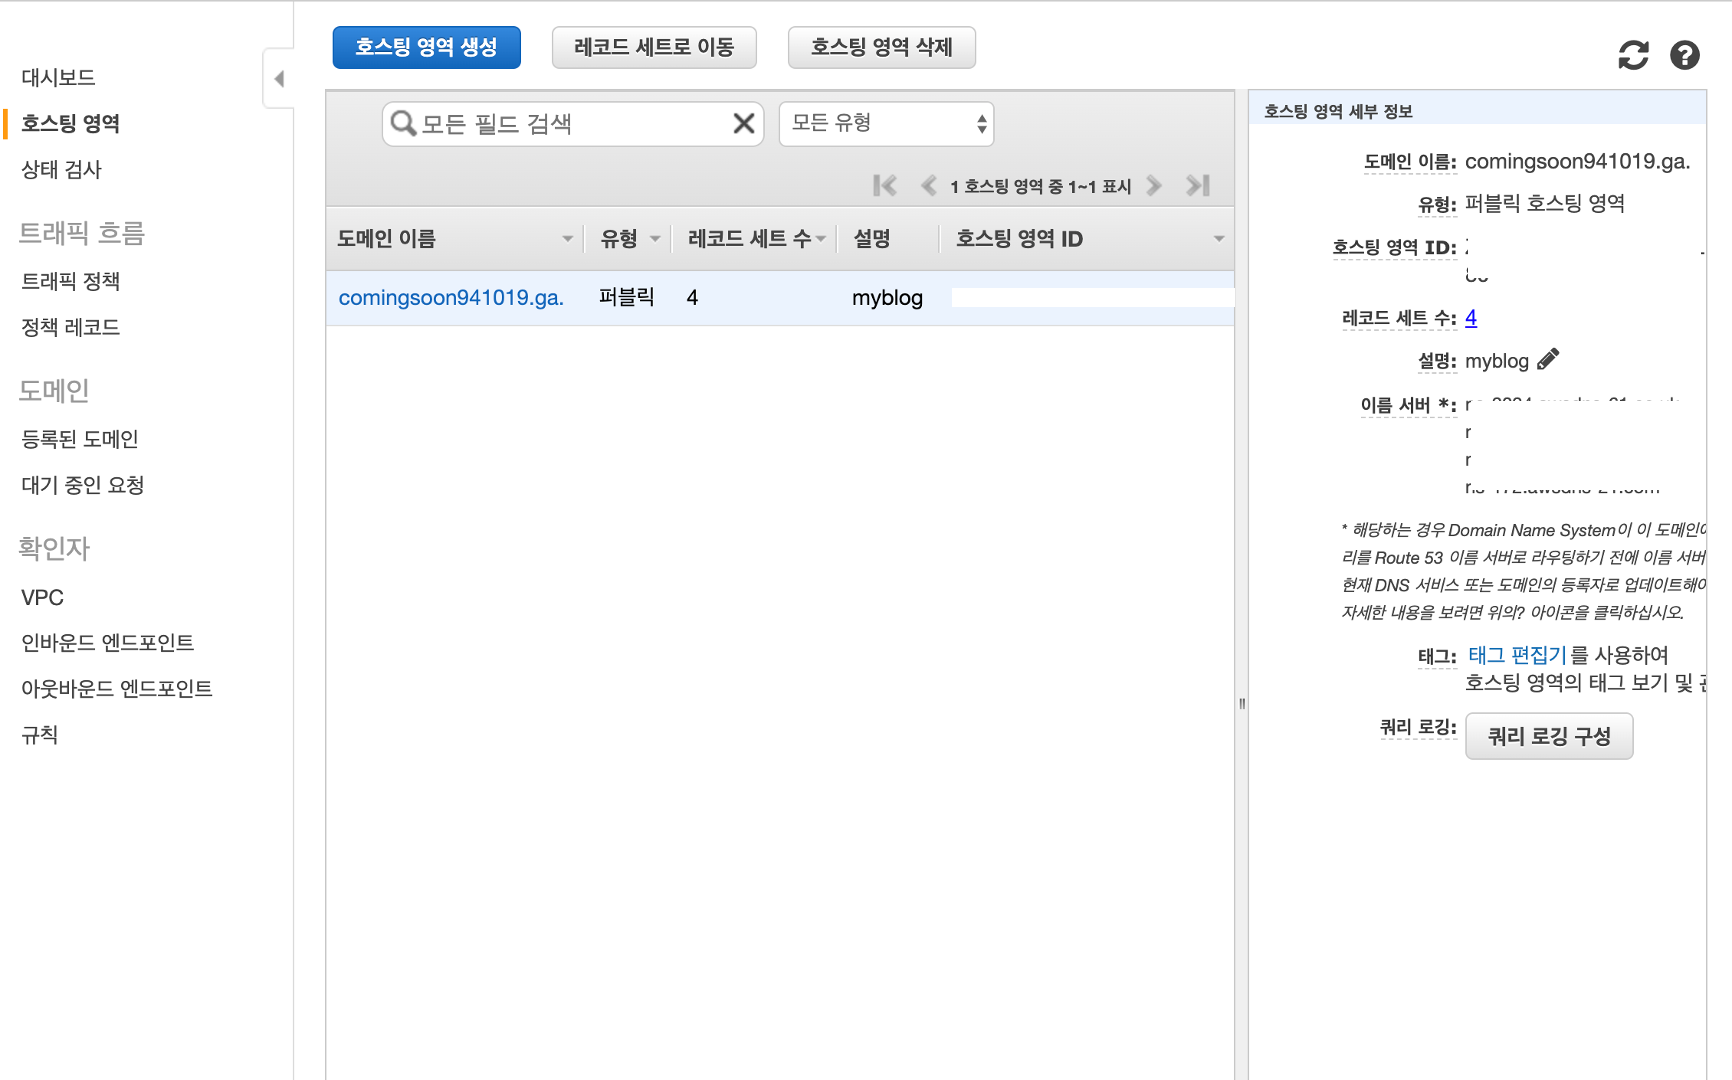 호스팅 영역 생성
레코드 세트로 이동
호스팅 영역 삭제
대시보드
호스팅 영역
상태 검사
트래픽 흐름
트래픽 정책
정책 레코드
도메인
등록된 도메인
대기 중인 요청
확인자
VPC
인바운드 엔드포인트
아웃바운드 엔드포인트
규칙
모든 필드 검색
모든 유형
1 호스팅 영역 중 1~1 표시
도메인 이름 유형 레코드 세트 수 설명 호스팅 영역 ID
comingsoon941019.ga. 퍼블릭 4 myblog
호스팅 영역 세부 정보
도메인 이름: comingsoon941019.ga.
유형: 퍼블릭 호스팅 영역
호스팅 영역 ID:
레코드 세트 수: 4
설명: myblog
이름 서버 *:
* 해당하는 경우 Domain Name System이 이 도메인에
리를 Route 53 이름 서버로 라우팅하기 전에 이름 서버
현재 DNS 서비스 또는 도메인의 등록자로 업데이트해야
자세한 내용을 보려면 위의? 아이콘을 클릭하십시오.
태그: 태그 편집기를 사용하여
호스팅 영역의 태그 보기 및
쿼리 로깅: 쿼리 로깅 구성